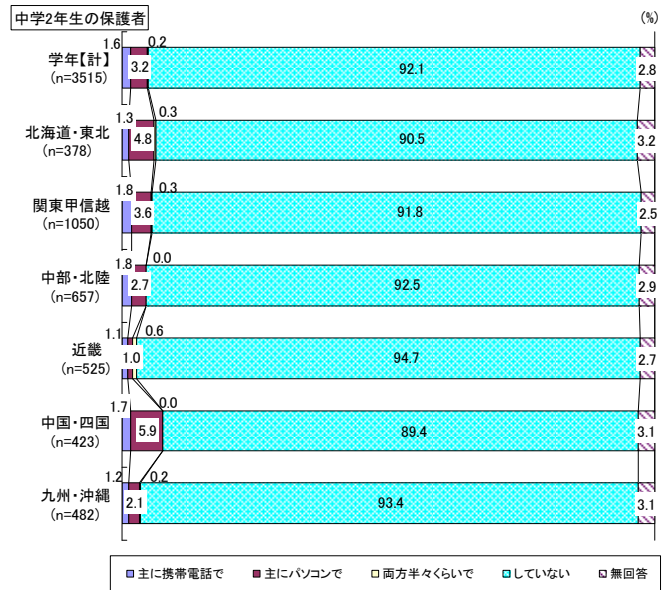 中学2年生の保護者
(%)
1.6 0.2
学年【計】
(n=3515)
3.2 92.1 2.8
1.3 0.3
北海道・東北
(n=378)
4.8 90.5 3.2
1.8 0.3
関東甲信越
(n=1050)
3.6 91.8 2.5
1.8 0.0
中部・北陸
(n=657)
2.7 92.5 2.9
1.1 0.6
近畿
(n=525)
1.0 94.7 2.7
1.7 0.0
中国・四国
(n=423)
5.9 89.4 3.1
1.2 0.2
九州・沖縄
(n=482)
2.1 93.4 3.1
主に携帯電話で 主にパソコンで 両方半々くらいで していない 無回答